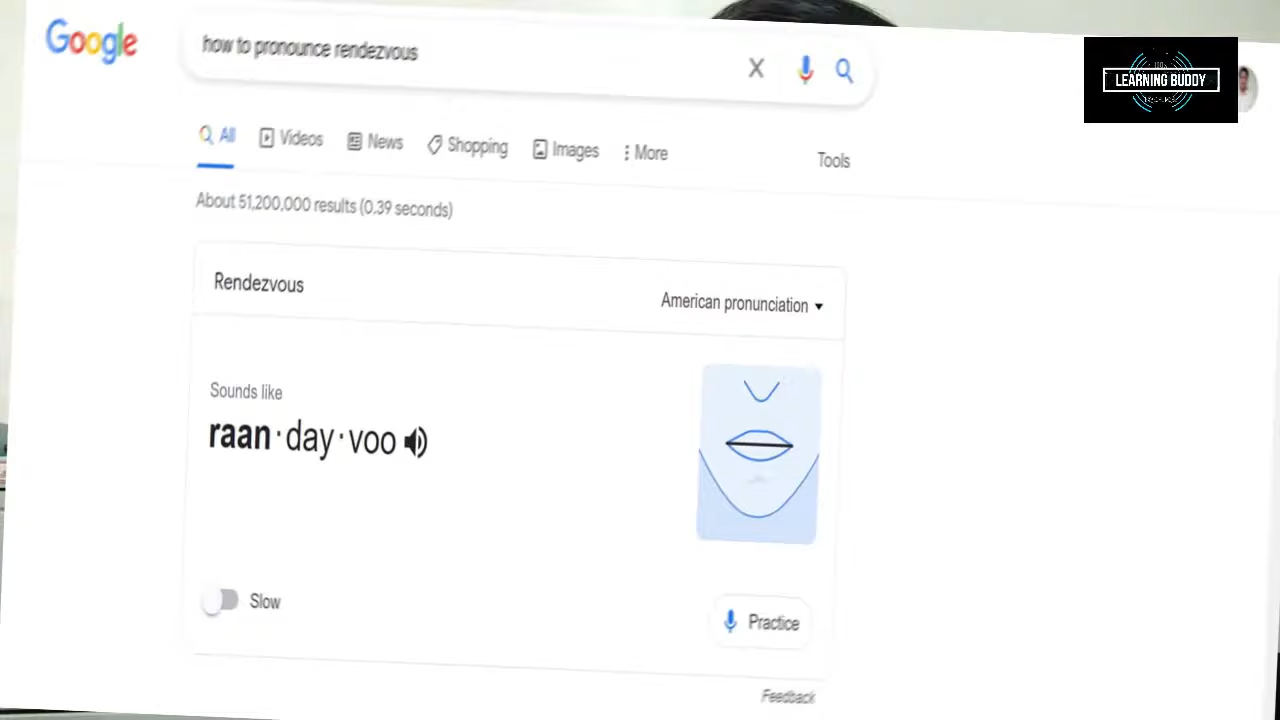 Google
how to pronounce rendezvous
LEARNING BUDDY
All Videos News Shopping Images More Tools
About 51,200,000 results (0.39 seconds)
Rendezvous
American pronunciation
Sounds like
raan·day·voo
Slow
Practice
Feedback